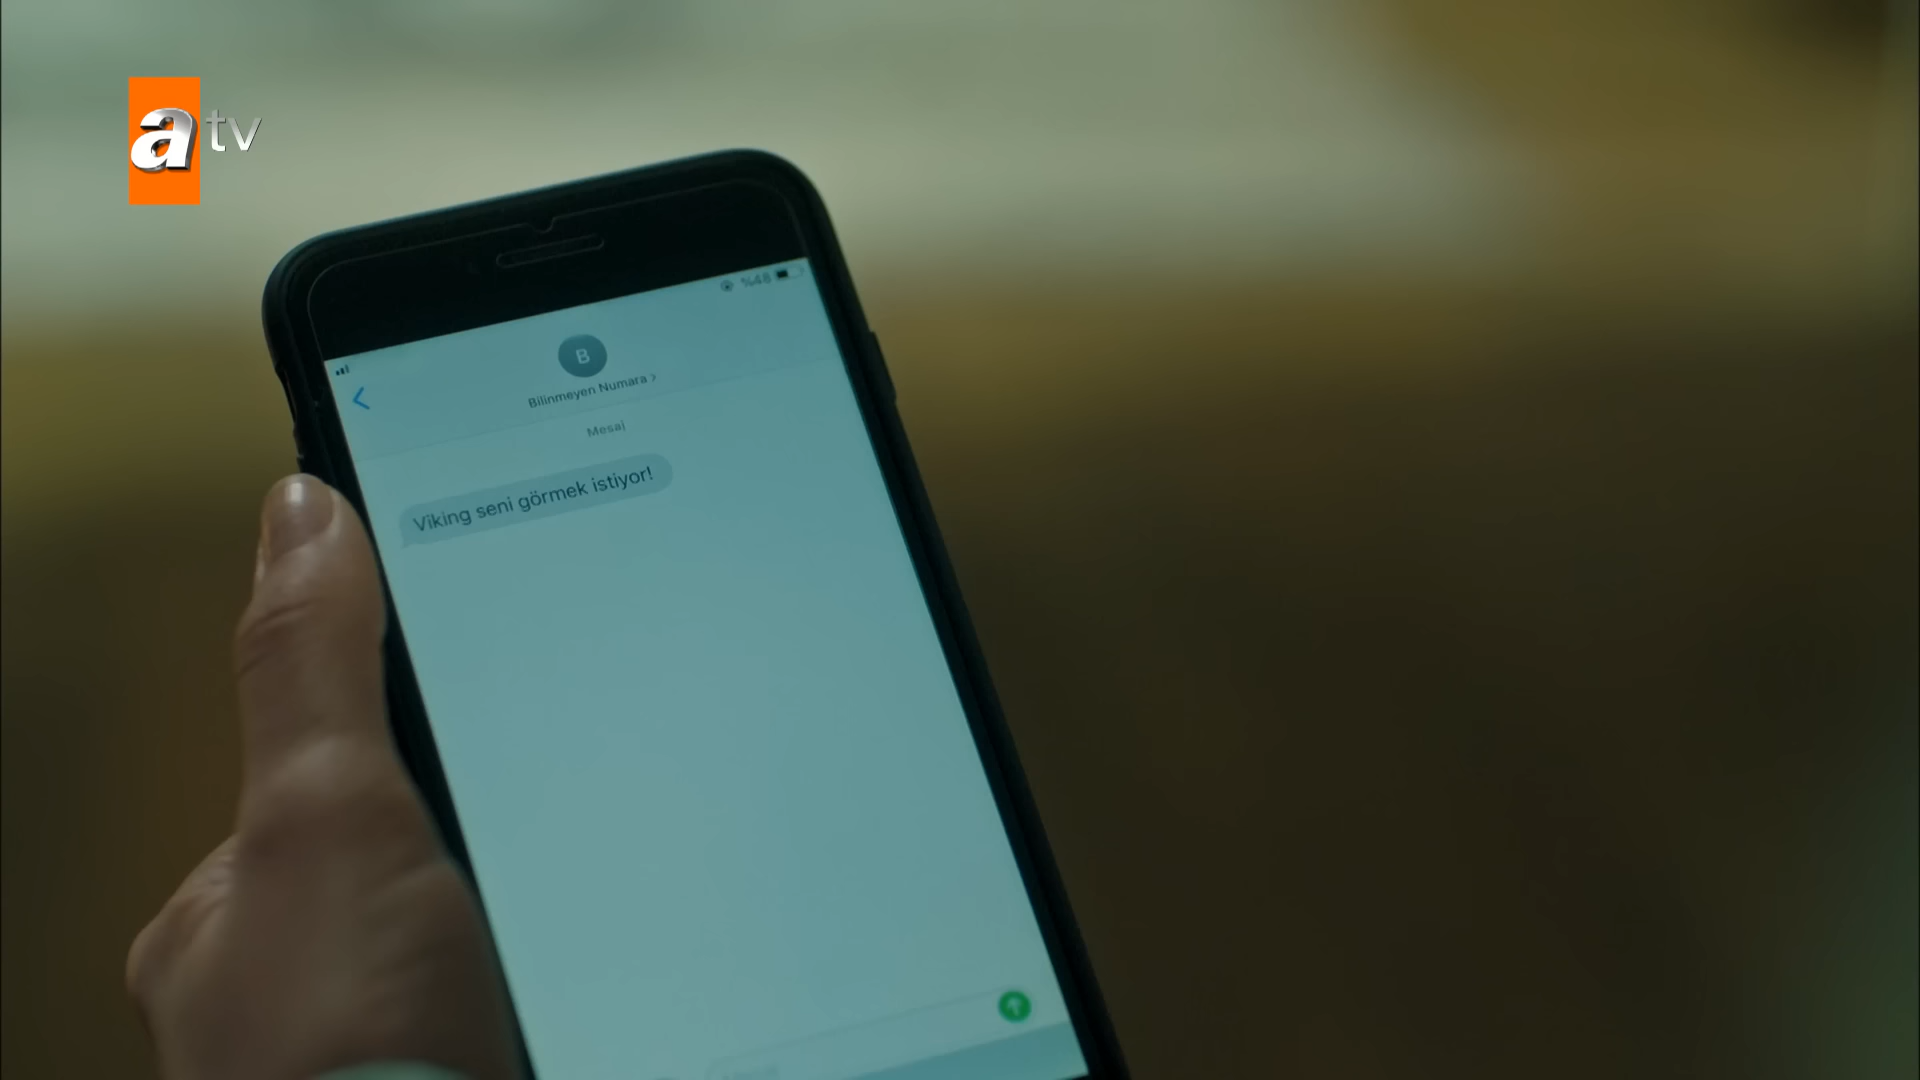 atv
%48
B
Bilinmeyen Numara >
Mesaj
Viking seni görmek istiyor!